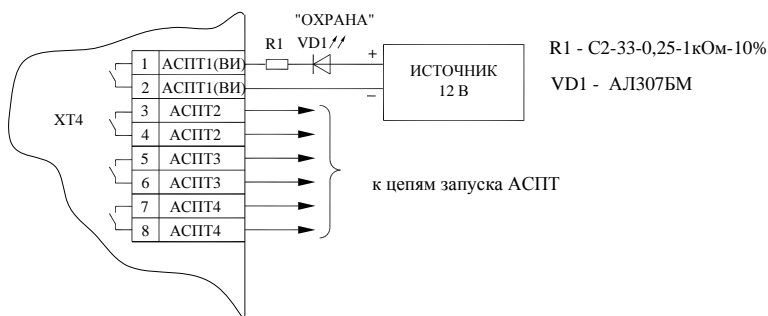 "ОХРАНА"
R1
VD1
+
–
ИСТОЧНИК
12 В
R1 - С2-33-0,25-1кОм-10%
VD1 - АЛ307БМ
ХТ4
1 АСПТ1(ВИ)
2 АСПТ1(ВИ)
3 АСПТ2
4 АСПТ2
5 АСПТ3
6 АСПТ3
7 АСПТ4
8 АСПТ4
к цепям запуска АСПТ